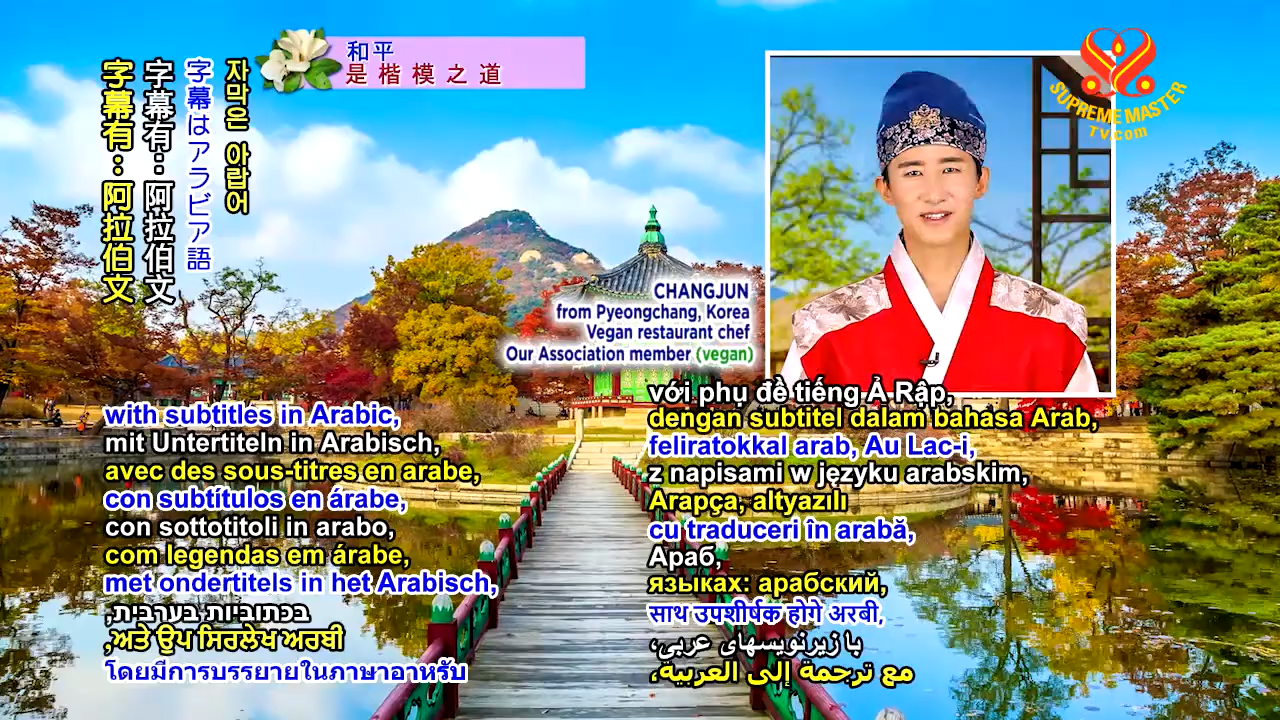 和平
是楷模之道
SUPREME MASTER
TV.com
자막은 아랍어
字幕はアラビア語
字幕有：阿拉伯文
字幕有：阿拉伯文
CHANGJUN
from Pyeongchang, Korea
Vegan restaurant chef
Our Association member (vegan)
with subtitles in Arabic,
mit Untertiteln in Arabisch,
avec des sous-titres en arabe,
con subtítulos en árabe,
con sottotitoli in arabo,
com legendas em árabe,
met ondertitels in het Arabisch,
בכתוביות בערבית,
ਅਤੇ ਉਪ ਸਿਰਲੇਖ ਅਰਬੀ,
โดยมีการบรรยายในภาษาอาหรับ
với phụ đề tiếng Ả Rập,
dengan subtitel dalam bahasa Arab,
feliratokkal arab, Au Lac-i,
z napisami w języku arabskim,
Arapça, altyazılı
cu traduceri în arabă,
Араб,
языках: арабский,
साथ उपशीर्षक होगे अरबी,
با زیرنویسهای عربی،
مع ترجمة إلى العربية،